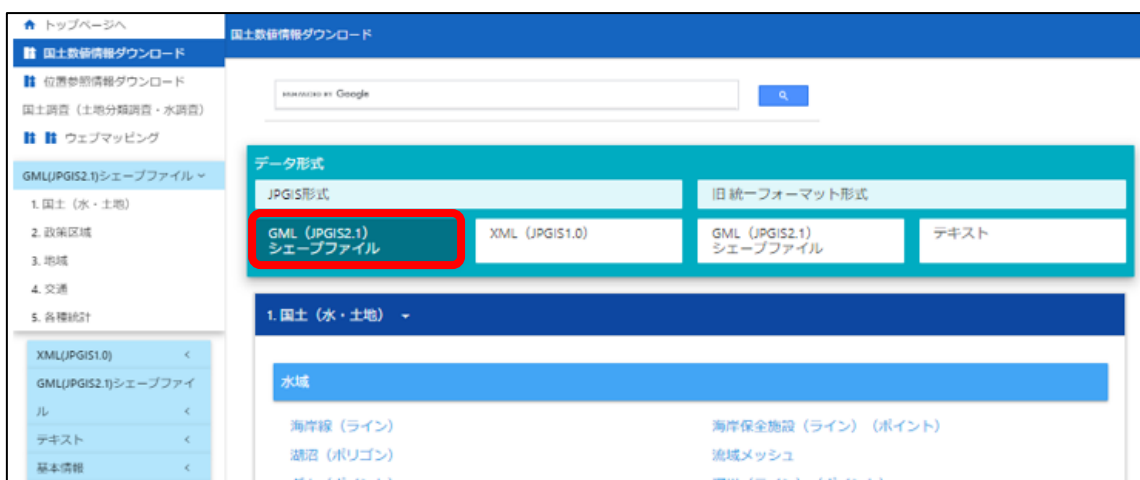 トップページへ
国土数値情報ダウンロード
位置参照情報ダウンロード
国土調査（土地分類調査・水調査）
ウェブマッピング
GML(JPGIS2.1)シェープファイル
1. 国土（水・土地）
2. 政策区域
3. 地域
4. 交通
5. 各種統計
XML(JPGIS1.0)
GML(JPGIS2.1)シェープファイ
ル
テキスト
基本情報
国土数値情報ダウンロード
Google
データ形式
JPGIS形式
旧 統一フォーマット形式
GML（JPGIS2.1）
シェープファイル
XML（JPGIS1.0）
GML（JPGIS2.1）
シェープファイル
テキスト
1. 国土（水・土地）
水域
海岸線（ライン）
海岸保全施設（ライン）（ポイント）
湖沼（ポリゴン）
流域メッシュ